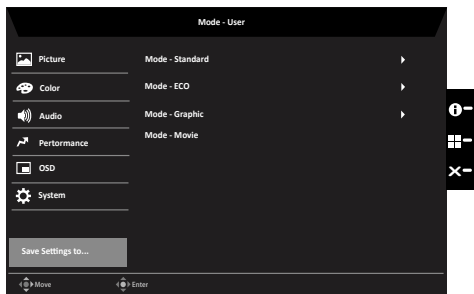 Mode - User
Picture
Color
Audio
Pertormance
OSD
System
Save Settings to...
Mode - Standard
Mode - ECO
Mode - Graphic
Mode - Movie
Move
Enter